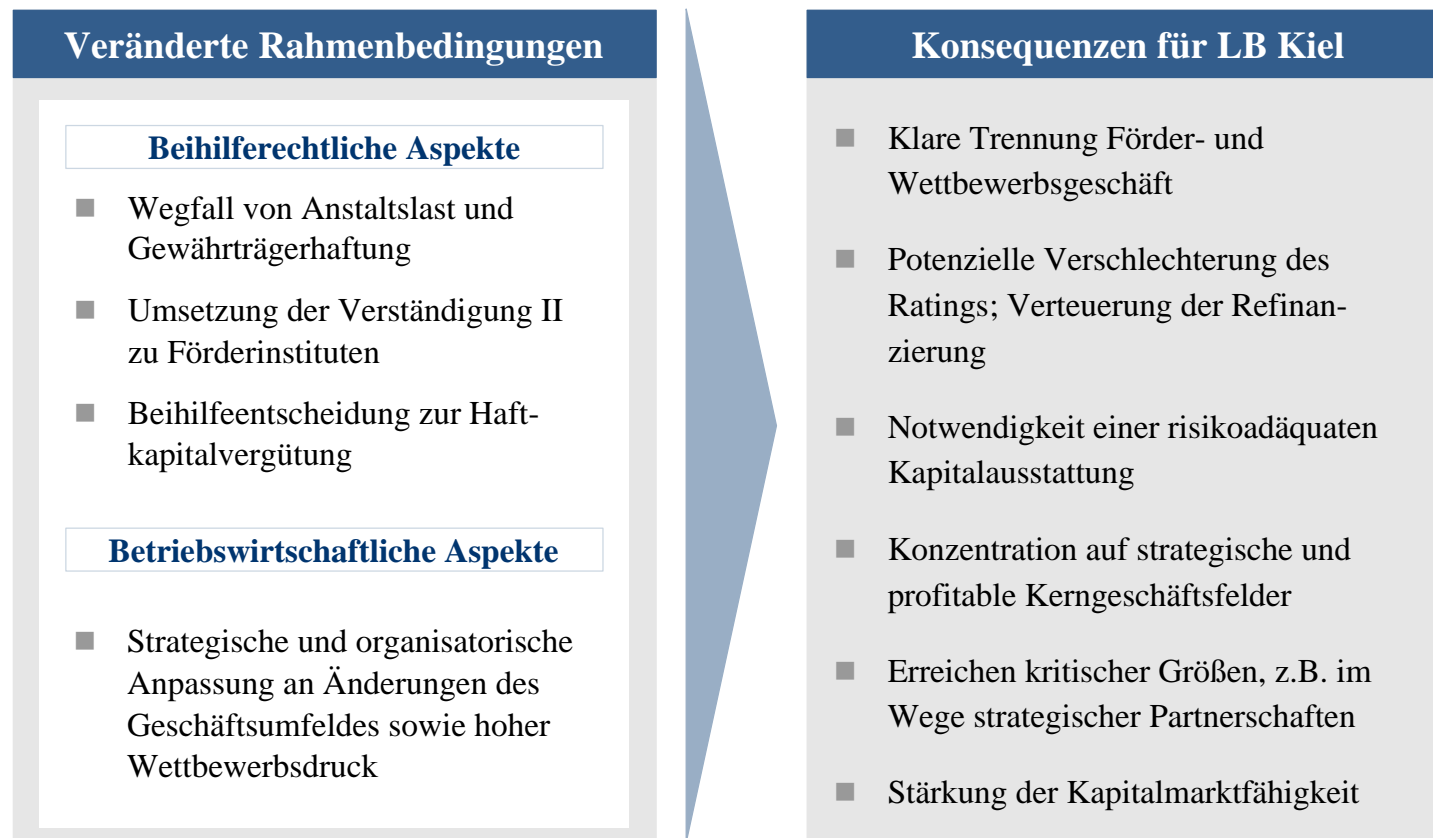 Veränderte Rahmenbedingungen
Beihilferechtliche Aspekte
Wegfall von Anstaltslast und
Gewährträgerhaftung
Umsetzung der Verständigung II
zu Förderinstituten
Beihilfeentscheidung zur Haft-
kapitalvergütung
Betriebswirtschaftliche Aspekte
Strategische und organisatorische
Anpassung an Änderungen des
Geschäftsumfeldes sowie hoher
Wettbewerbsdruck
Konsequenzen für LB Kiel
Klare Trennung Förder- und
Wettbewerbsgeschäft
Potenzielle Verschlechterung des
Ratings; Verteuerung der Refinan-
zierung
Notwendigkeit einer risikoadäquaten
Kapitalausstattung
Konzentration auf strategische und
profitable Kerngeschäftsfelder
Erreichen kritischer Größen, z.B. im
Wege strategischer Partnerschaften
Stärkung der Kapitalmarktfähigkeit